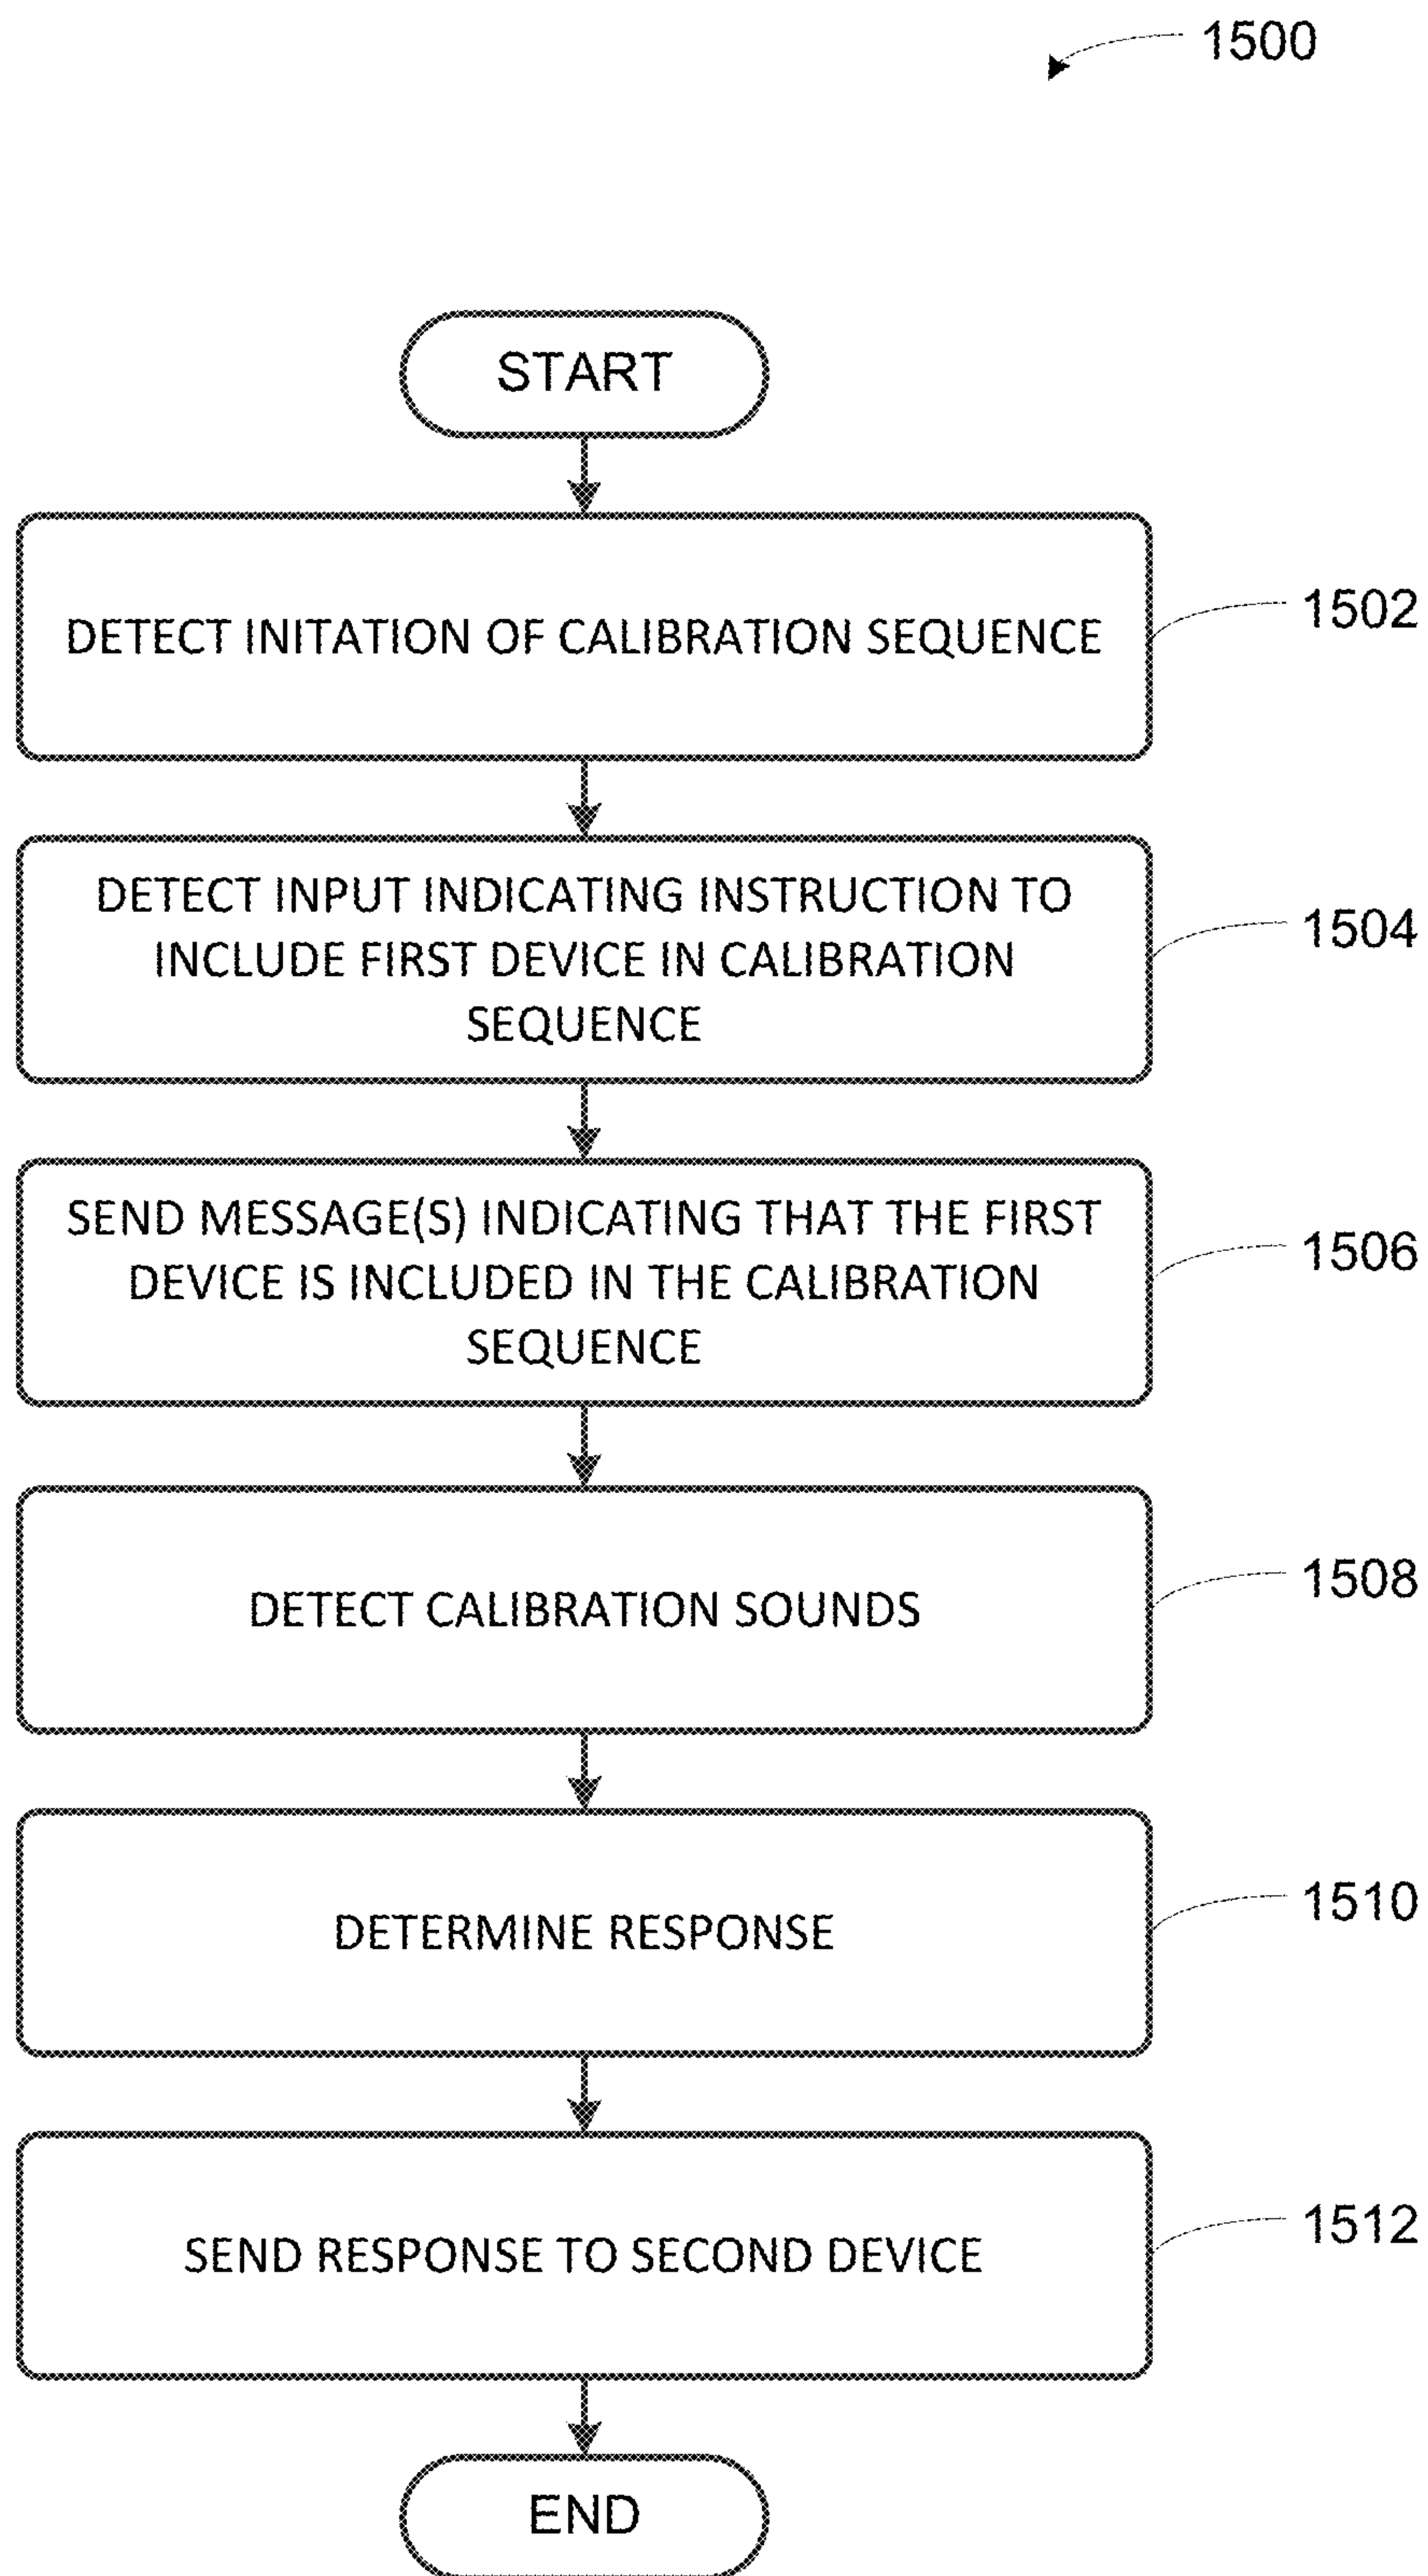 1500
START
DETECT INITATION OF CALIBRATION SEQUENCE
1502
DETECT INPUT INDICATING INSTRUCTION TO
INCLUDE FIRST DEVICE IN CALIBRATION
SEQUENCE
1504
SEND MESSAGE(S) INDICATING THAT THE FIRST
DEVICE IS INCLUDED IN THE CALIBRATION
SEQUENCE
1506
DETECT CALIBRATION SOUNDS
1508
DETERMINE RESPONSE
1510
SEND RESPONSE TO SECOND DEVICE
1512
END